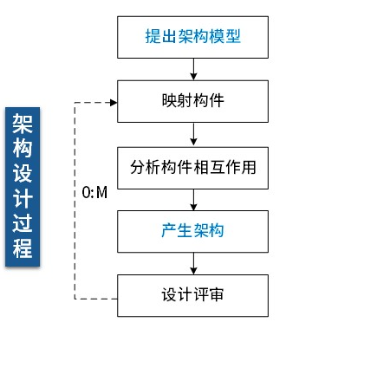 架构设计过程
提出架构模型
映射构件
分析构件相互作用
0:M
产生架构
设计评审